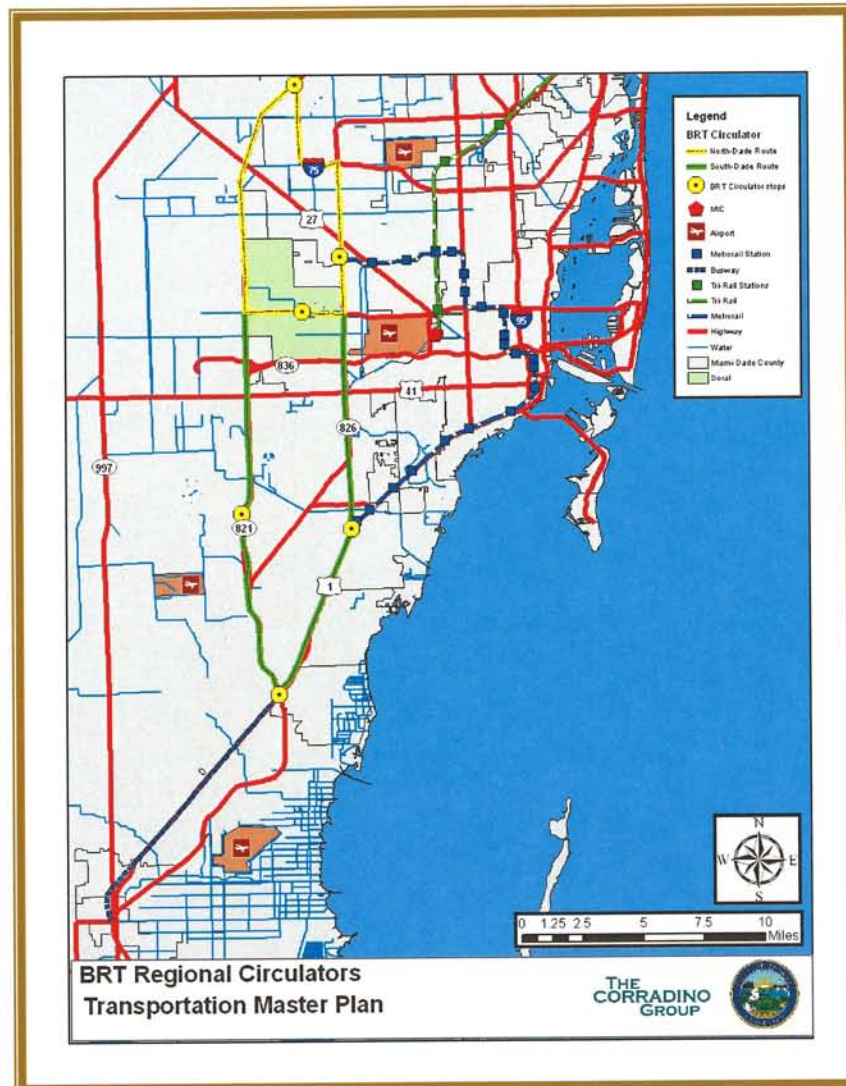 Legend
BRT Circulator
North-Dade Route
South-Dade Route
BRT Circulator stops
MIC
Airport
Metrorail Station
Busway
Tri-Rail Stations
Tri-Rail
Metrorail
Highway
Water
Miami-Dade County
Doral
75
27
95
836
41
826
997
821
1
N
W E
S
0 1.25 2.5 5 7.5 10
Miles
BRT Regional Circulators
Transportation Master Plan
THE
CORRADINO
GROUP